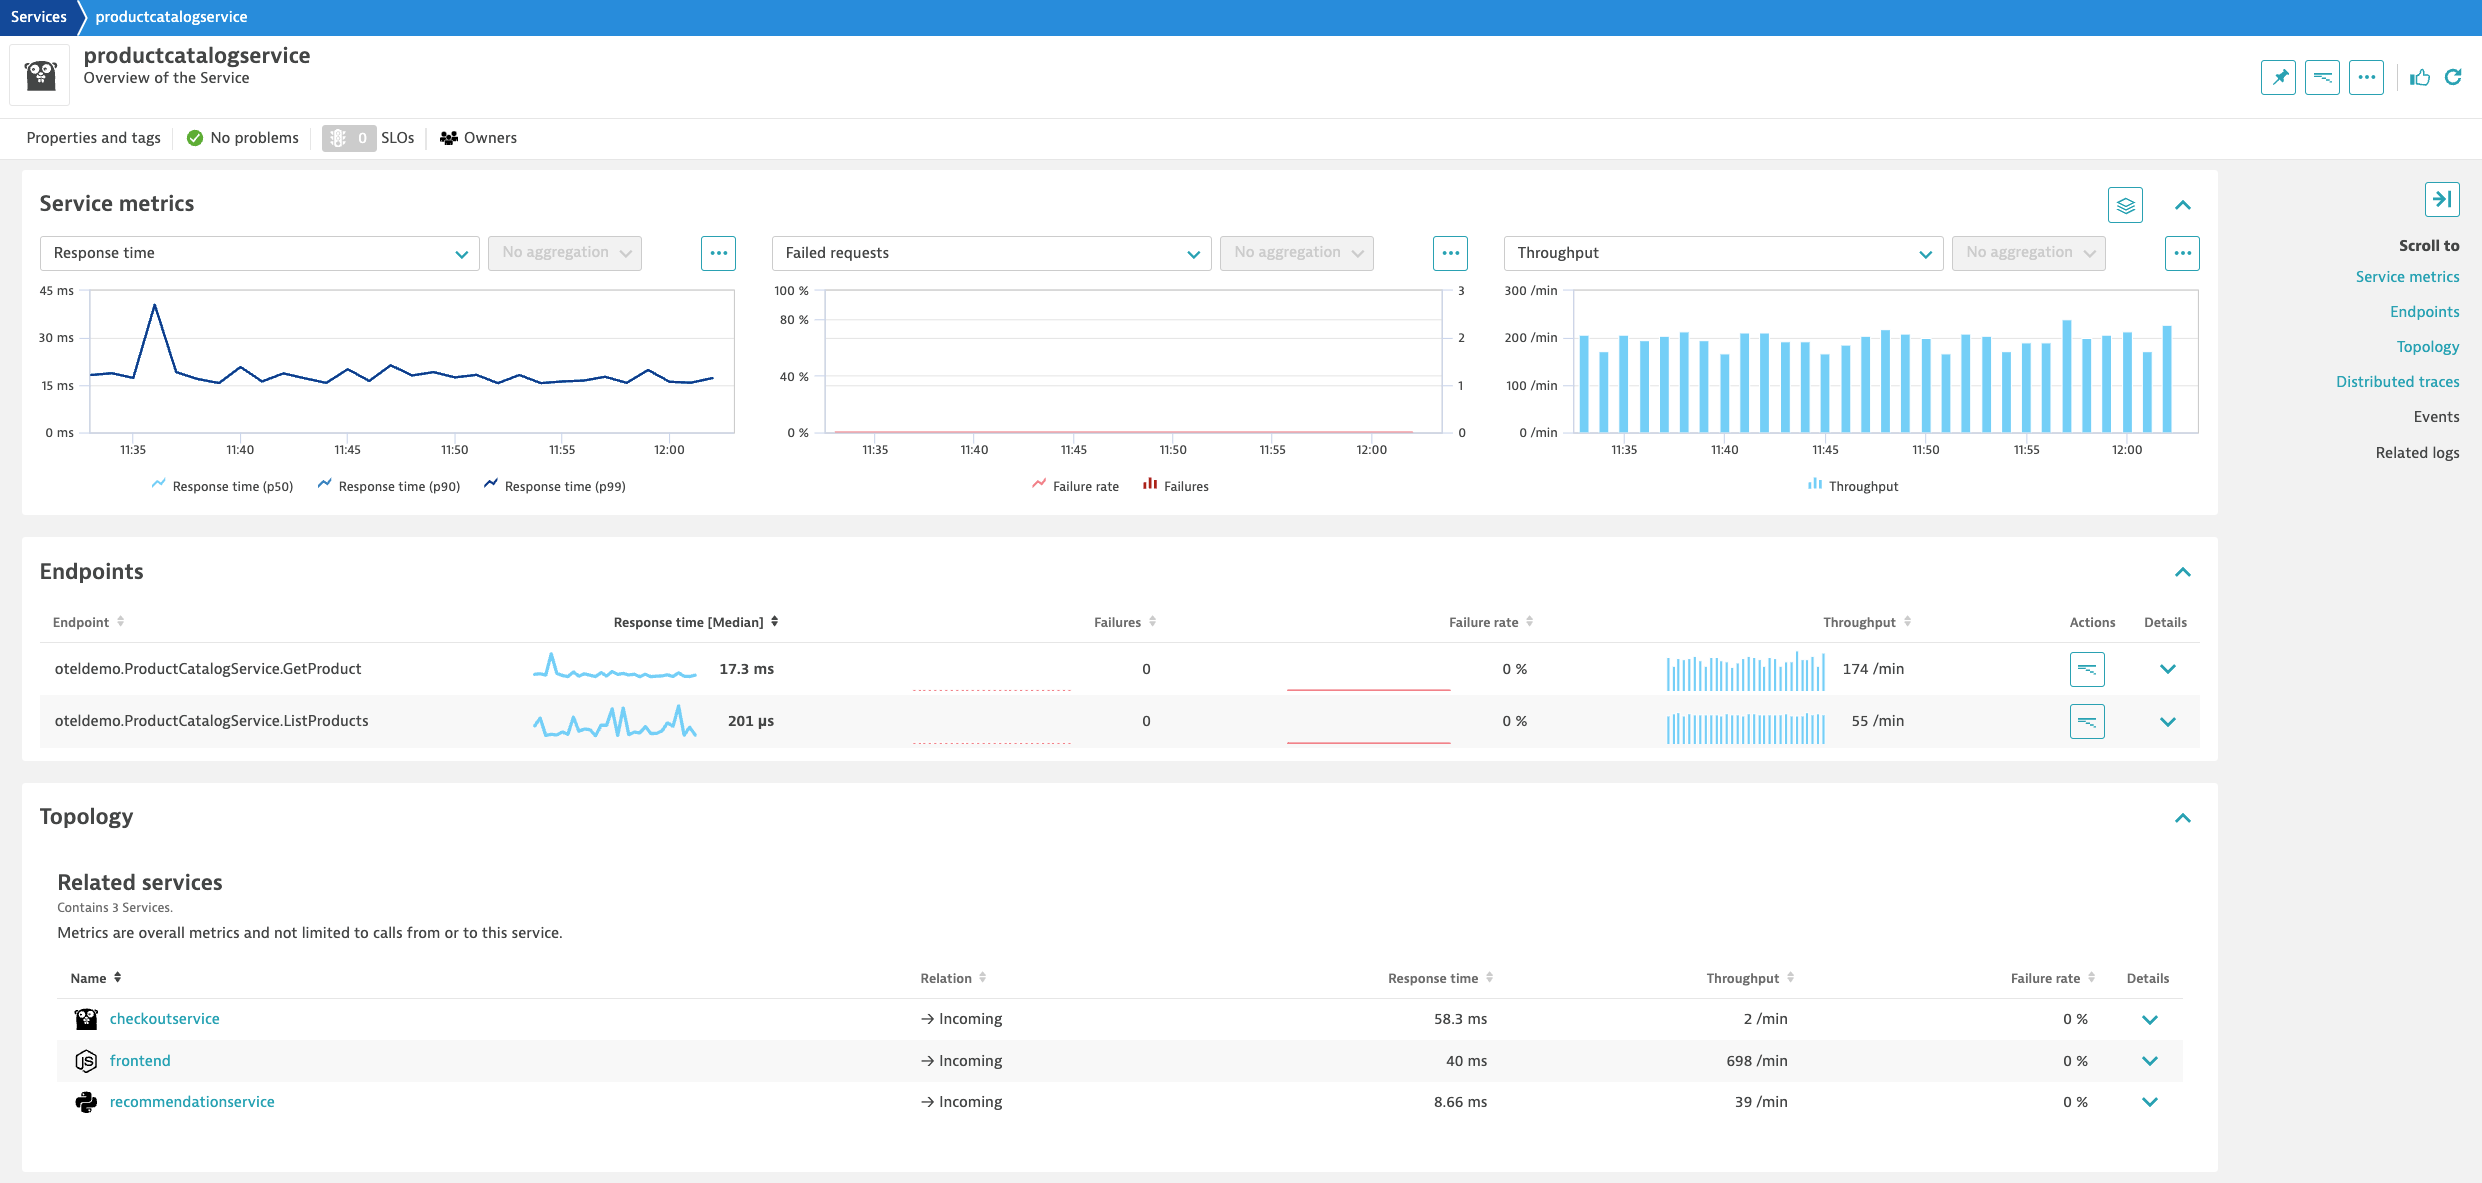 Services
productcatalogservice
productcatalogservice
Overview of the Service
Properties and tags
No problems
0 SLOs
Owners
Service metrics
Response time
No aggregation
Failed requests
No aggregation
Throughput
No aggregation
45 ms
30 ms
15 ms
0 ms
11:35 11:40 11:45 11:50 11:55 12:00
Response time (p50) Response time (p90) Response time (p99)
100 %
80 %
40 %
0 %
3
2
1
0
11:35 11:40 11:45 11:50 11:55 12:00
Failure rate Failures
300 /min
200 /min
100 /min
0 /min
11:35 11:40 11:45 11:50 11:55 12:00
Throughput
Scroll to
Service metrics
Endpoints
Topology
Distributed traces
Events
Related logs
Endpoints
Endpoint Response time [Median] Failures Failure rate Throughput Actions Details
oteldemo.ProductCatalogService.GetProduct 17.3 ms 0 0 % 174 /min
oteldemo.ProductCatalogService.ListProducts 201 µs 0 0 % 55 /min
Topology
Related services
Contains 3 Services.
Metrics are overall metrics and not limited to calls from or to this service.
Name Relation Response time Throughput Failure rate Details
checkoutservice → Incoming 58.3 ms 2 /min 0 %
JS frontend → Incoming 40 ms 698 /min 0 %
recommendationservice → Incoming 8.66 ms 39 /min 0 %